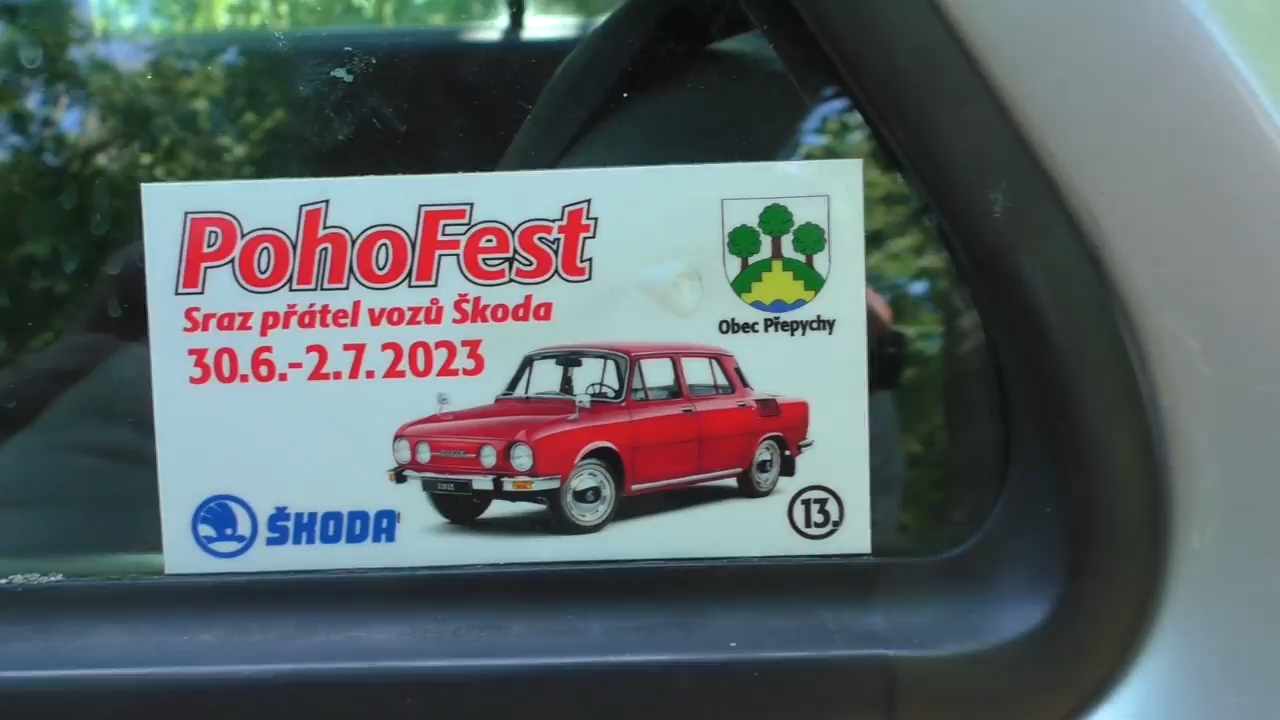 PohoFest
Sraz přátel vozů Škoda
30.6.-2.7.2023
Obec Přepychy
ŠKODA
13.